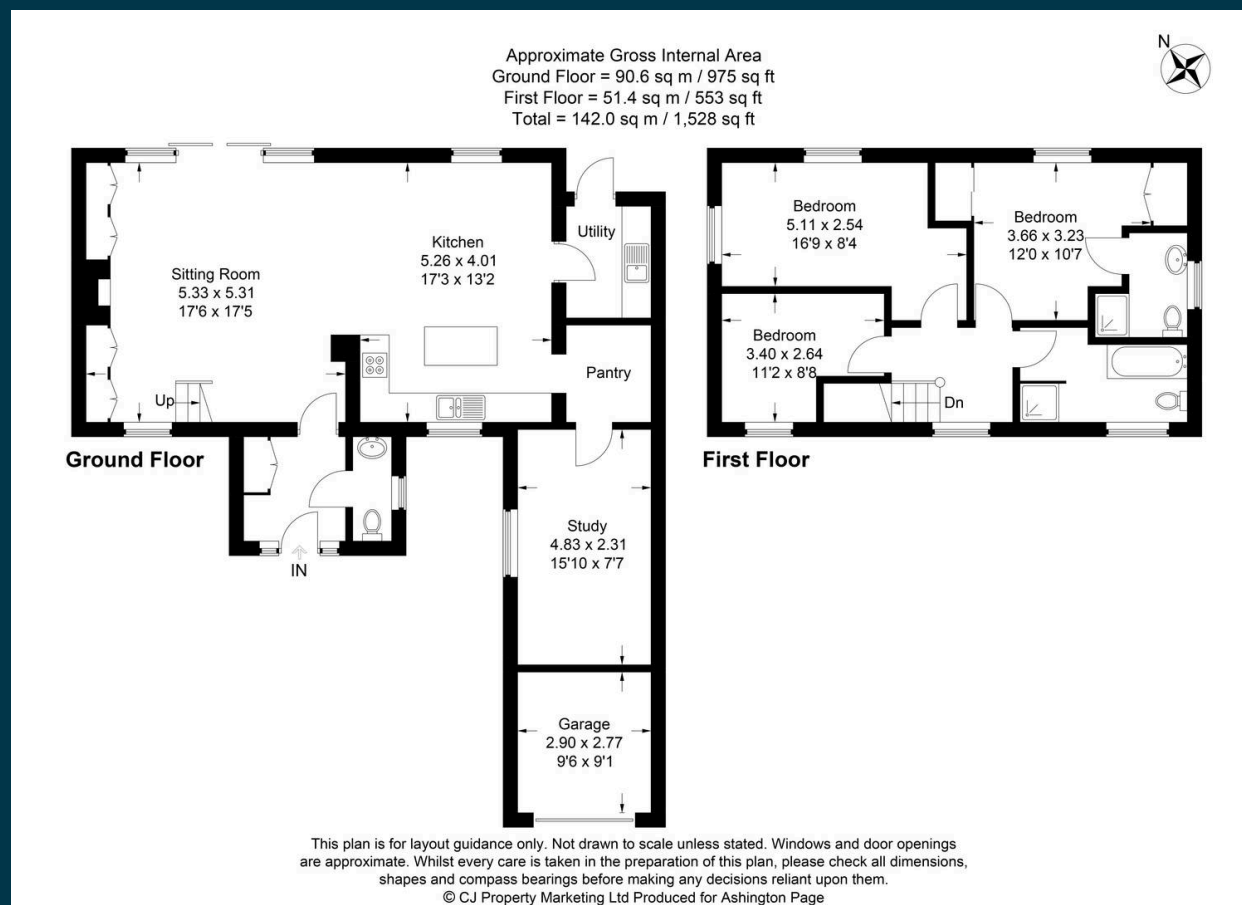 Approximate Gross Internal Area
Ground Floor = 90.6 sq m / 975 sq ft
First Floor = 51.4 sq m / 553 sq ft
Total = 142.0 sq m / 1,528 sq ft
N
Sitting Room
5.33 x 5.31
17'6 x 17'5
Up
Kitchen
5.26 x 4.01
17'3 x 13'2
Utility
Pantry
Ground Floor
IN
Study
4.83 x 2.31
15'10 x 7'7
Garage
2.90 x 2.77
9'6 x 9'1
Bedroom
5.11 x 2.54
16'9 x 8'4
Bedroom
3.66 x 3.23
12'0 x 10'7
Bedroom
3.40 x 2.64
11'2 x 8'8
Dn
First Floor
This plan is for layout guidance only. Not drawn to scale unless stated. Windows and door openings
are approximate. Whilst every care is taken in the preparation of this plan, please check all dimensions,
shapes and compass bearings before making any decisions reliant upon them.
© CJ Property Marketing Ltd Produced for Ashington Page